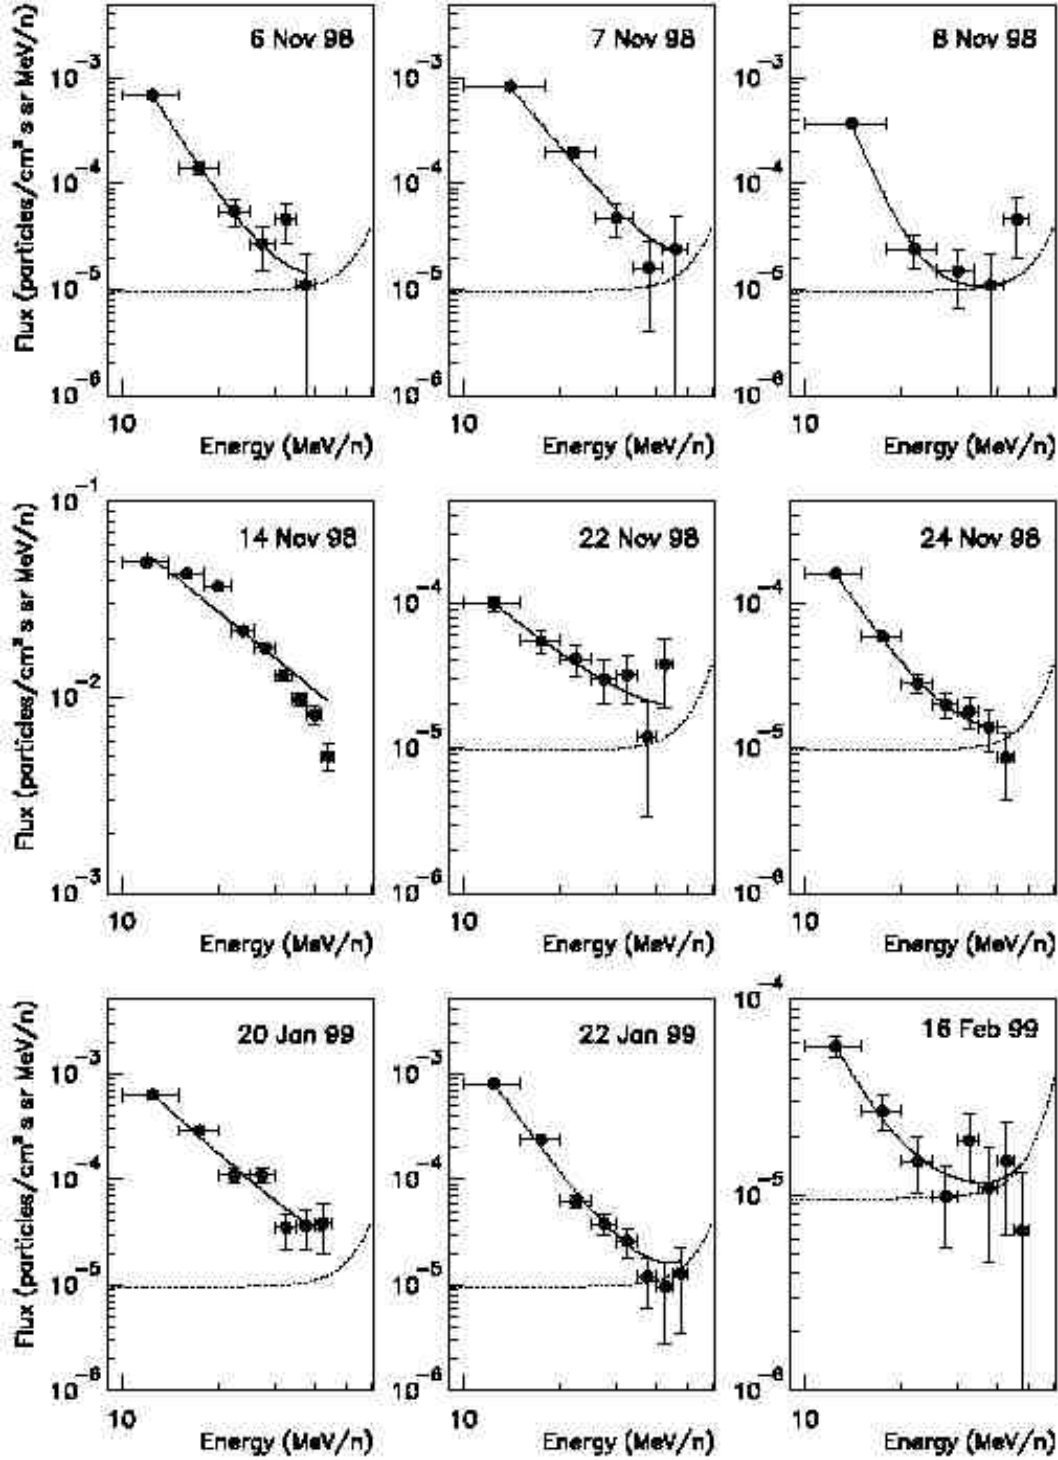 Flux (particles/cm² s sr MeV/n)
6 Nov 98
10⁻³
10⁻⁴
10⁻⁵
10⁻⁶
10
Energy (MeV/n)
7 Nov 98
10⁻³
10⁻⁴
10⁻⁵
10⁻⁶
10
Energy (MeV/n)
8 Nov 98
10⁻³
10⁻⁴
10⁻⁵
10⁻⁶
10
Energy (MeV/n)
Flux (particles/cm² s sr MeV/n)
10⁻¹
14 Nov 98
10⁻²
10⁻³
10
Energy (MeV/n)
22 Nov 98
10⁻⁴
10⁻⁵
10⁻⁶
10
Energy (MeV/n)
24 Nov 98
10⁻⁴
10⁻⁵
10⁻⁶
10
Energy (MeV/n)
Flux (particles/cm² s sr MeV/n)
20 Jan 99
10⁻³
10⁻⁴
10⁻⁵
10⁻⁶
10
Energy (MeV/n)
22 Jan 99
10⁻³
10⁻⁴
10⁻⁵
10⁻⁶
10
Energy (MeV/n)
10⁻⁴
16 Feb 99
10⁻⁵
10⁻⁶
10
Energy (MeV/n)